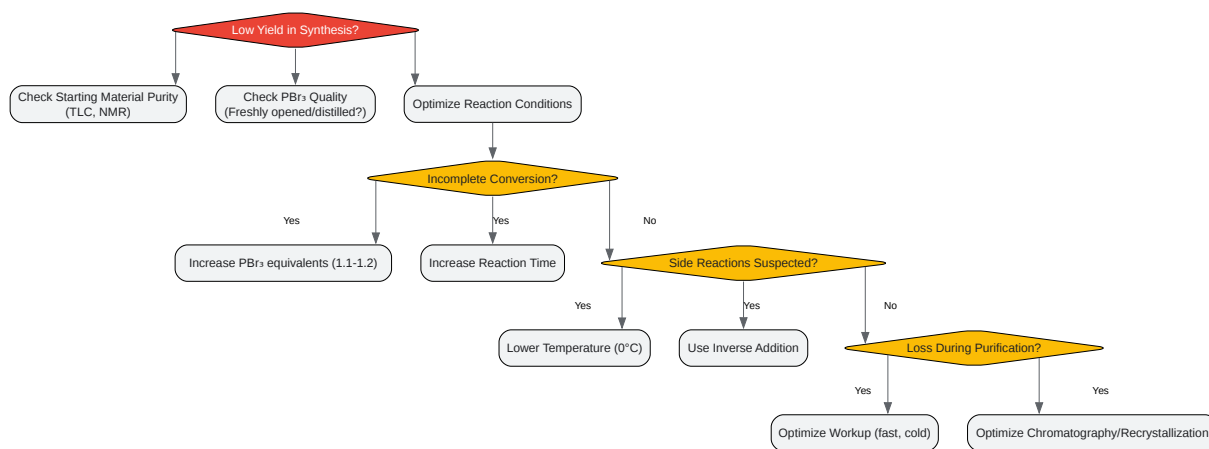 Low Yield in Synthesis?
Check Starting Material Purity
(TLC, NMR)
Check PBr₃ Quality
(Freshly opened/distilled?)
Optimize Reaction Conditions
Incomplete Conversion?
Yes
Yes
No
Increase PBr₃ equivalents (1.1-1.2)
Increase Reaction Time
Side Reactions Suspected?
Yes
Yes
No
Lower Temperature (0°C)
Use Inverse Addition
Loss During Purification?
Yes
Yes
Optimize Workup (fast, cold)
Optimize Chromatography/Recrystallization